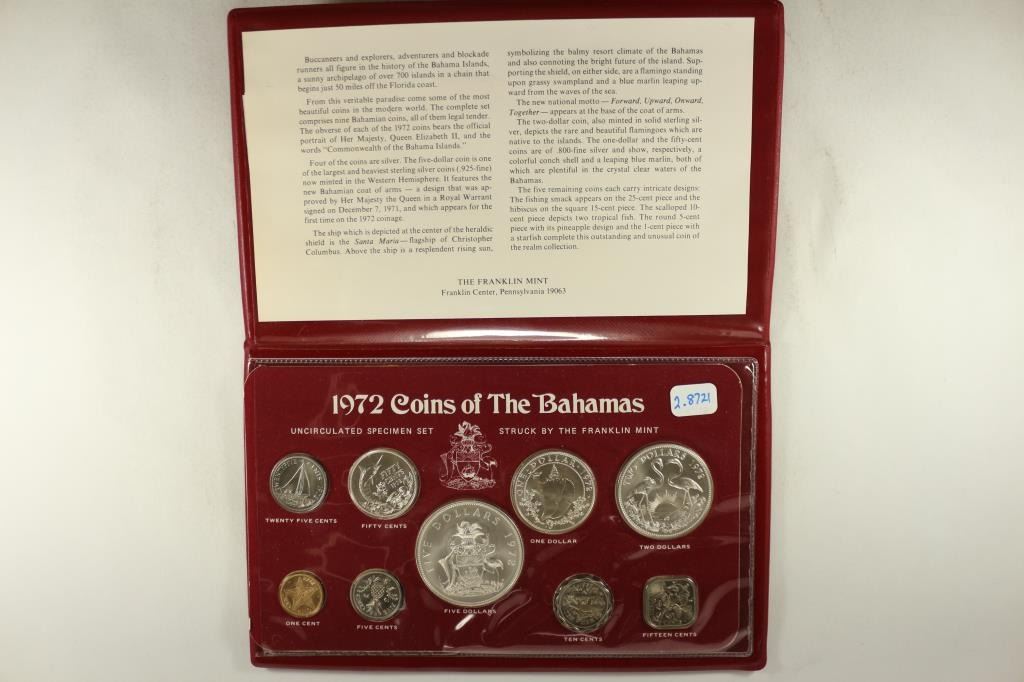 Buccaneers and explorers, adventurers and blockade
runners all figure in the history of the Bahama Islands,
a sunny archipelago of over 700 islands in a chain that
begins just 50 miles off the Florida coast.
From this veritable paradise come some of the most
beautiful coins in the modern world. The complete set
comprises nine Bahamian coins, all of them legal tender.
The obverse of each of the 1972 coins bears the official
portrait of Her Majesty, Queen Elizabeth II, and the
words "Commonwealth of the Bahama Islands."
Four of the coins are silver. The five-dollar coin is one
of the largest and heaviest sterling silver coins (.925-fine)
now minted in the Western Hemisphere. It features the
new Bahamian coat of arms — a design that was ap-
proved by Her Majesty the Queen in a Royal Warrant
signed on December 7, 1971, and which appears for the
first time on the 1972 coinage.
The ship which is depicted at the center of the heraldic
shield is the Santa Maria — flagship of Christopher
Columbus. Above the ship is a resplendent rising sun,
symbolizing the balmy resort climate of the Bahamas
and also connoting the bright future of the island. Sup-
porting the shield, on either side, are a flamingo standing
upon grassy swampland and a blue marlin leaping up-
ward from the waves of the sea.
The new national motto — Forward, Upward, Onward,
Together — appears at the base of the coat of arms.
The two-dollar coin, also minted in solid sterling sil-
ver, depicts the rare and beautiful flamingoes which are
native to the islands. The one-dollar and the fifty-cent
coins are of .800-fine silver and show, respectively, a
colorful conch shell and a leaping blue marlin, both of
which are plentiful in the crystal clear waters of the
Bahamas.
The five remaining coins each carry intricate designs:
The fishing smack appears on the 25-cent piece and the
hibiscus on the square 15-cent piece. The scalloped 10-
cent piece depicts two tropical fish. The round 5-cent
piece with its pineapple design and the 1-cent piece with
a starfish complete this outstanding and unusual coin of
the realm collection.
THE FRANKLIN MINT
Franklin Center, Pennsylvania 19063
1972 Coins of The Bahamas
2.8721
UNCIRCULATED SPECIMEN SET STRUCK BY THE FRANKLIN MINT
FIFTY CENTS 1972
ONE DOLLAR 1972
TWO DOLLARS 1972
TWENTY FIVE CENTS
FIFTY CENTS
ONE DOLLAR
TWO DOLLARS
FIVE DOLLARS 1972
FIVE DOLLARS
ONE CENT
FIVE CENTS
TEN CENTS
FIFTEEN CENTS